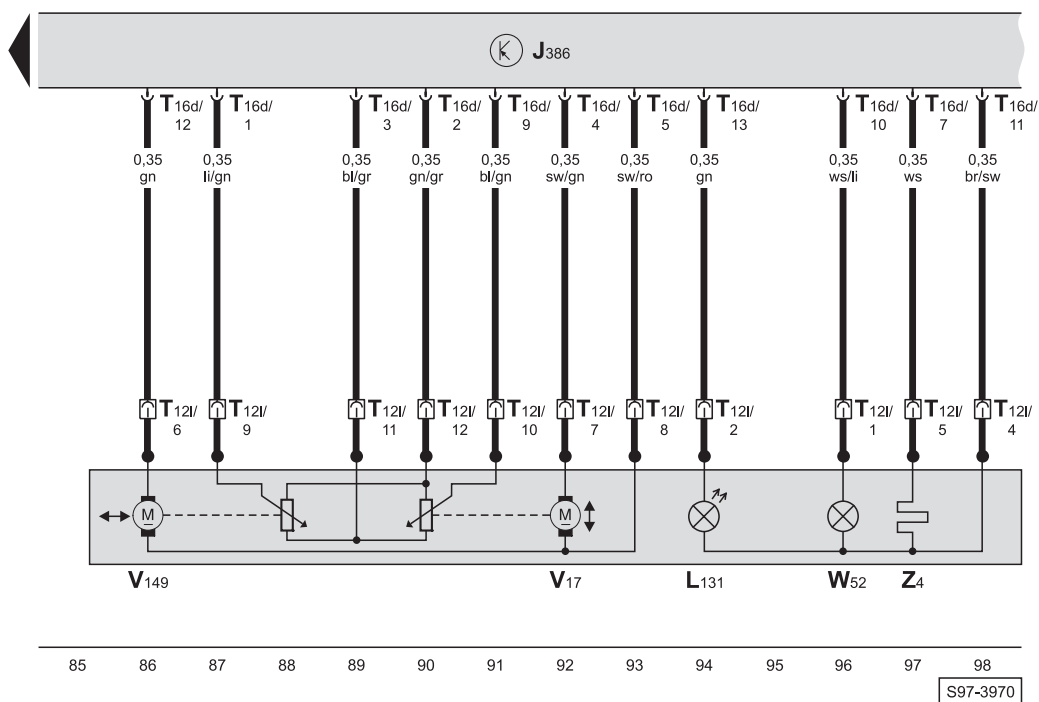 J386
T16d/ T16d/ T16d/ T16d/ T16d/ T16d/ T16d/ T16d/ T16d/ T16d/ T16d/
12 1 3 2 9 4 5 13 10 7 11
0,35 0,35 0,35 0,35 0,35 0,35 0,35 0,35 0,35 0,35 0,35
gn li/gn bl/gr gn/gr bl/gn sw/gn sw/ro gn ws/li ws br/sw
T12l/ T12l/ T12l/ T12l/ T12l/ T12l/ T12l/ T12l/ T12l/ T12l/ T12l/
6 9 11 12 10 7 8 2 1 5 4
M M
V149 V17 L131 W52 Z4
85 86 87 88 89 90 91 92 93 94 95 96 97 98
S97-3970